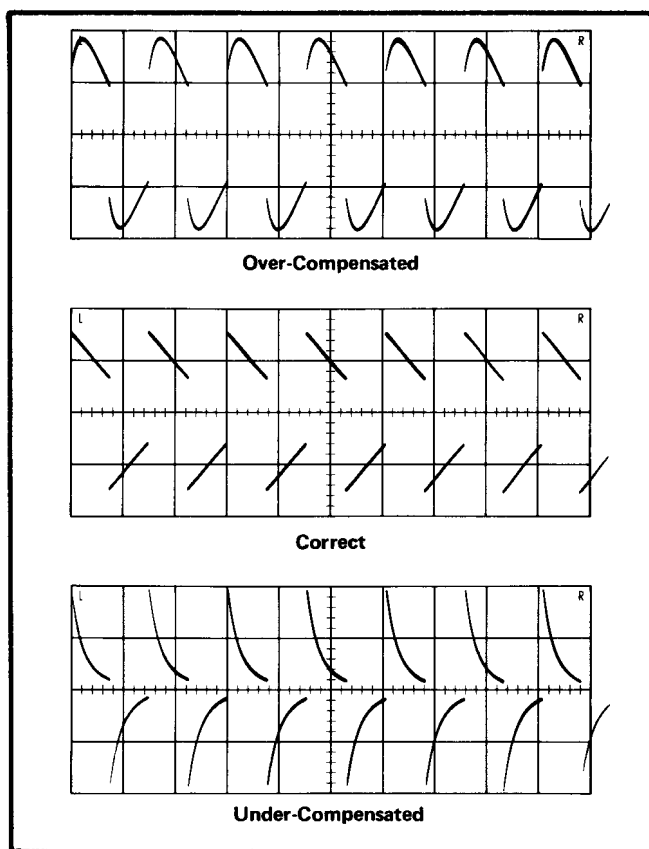 L R
Over-Compensated
L R
Correct
L R
Under-Compensated